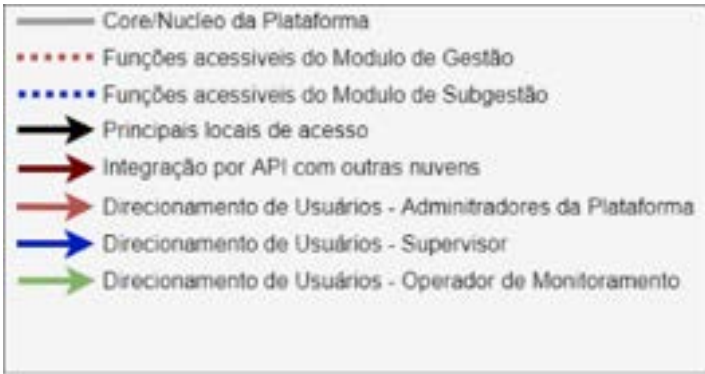 Core/Nucleo da Plataforma
Funções acessiveis do Modulo de Gestão
Funções acessiveis do Modulo de Subgestão
Principais locais de acesso
Integração por API com outras nuvens
Direcionamento de Usuários - Adminitradores da Plataforma
Direcionamento de Usuários - Supervisor
Direcionamento de Usuários - Operador de Monitoramento